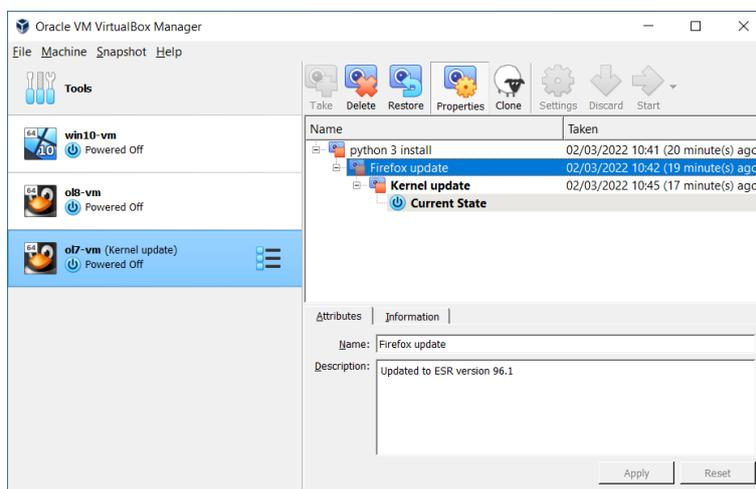 Oracle VM VirtualBox Manager
File Machine Snapshot Help
Tools
Take Delete Restore Properties Clone Settings Discard Start
64
10
win10-vm
Powered Off
64
ol8-vm
Powered Off
64
ol7-vm (Kernel update)
Powered Off
Name Taken
python 3 install 02/03/2022 10:41 (20 minute(s) ago
Firefox update 02/03/2022 10:42 (19 minute(s) ago
Kernel update 02/03/2022 10:45 (17 minute(s) ago
Current State
Attributes Information
Name: Firefox update
Description: Updated to ESR version 96.1
Apply Reset